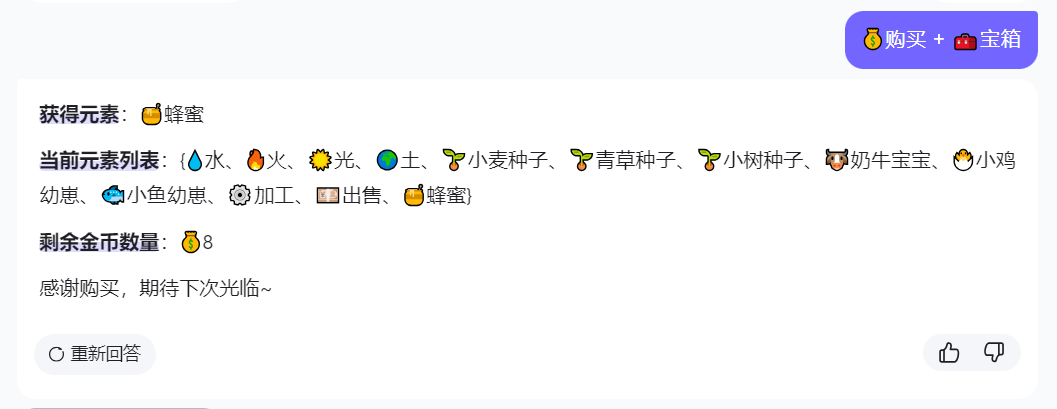 💰购买 + 🧰宝箱
获得元素：🍯蜂蜜
当前元素列表：{💧水、🔥火、☀️光、🌍土、🌱小麦种子、🌱青草种子、🌱小树种子、🐮奶牛宝宝、🐣小鸡
幼崽、🐟小鱼幼崽、⚙️加工、💴出售、🍯蜂蜜}
剩余金币数量：💰8
感谢购买，期待下次光临~
重新回答